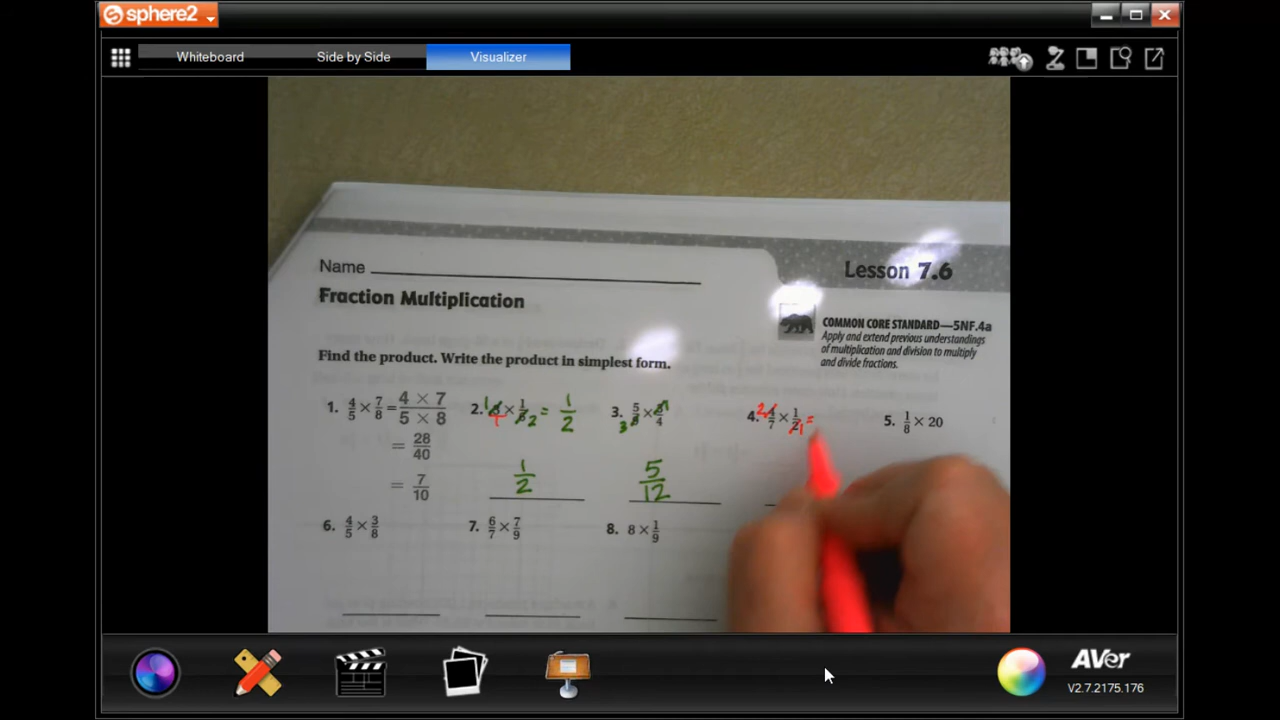 sphere2
Whiteboard Side by Side Visualizer
Lesson 7.6
Name
Fraction Multiplication
COMMON CORE STANDARD—5NF.4a
Apply and extend previous understandings
of multiplication and division to multiply
and divide fractions.
Find the product. Write the product in simplest form.
1. 4/5 × 7/8 = 4 × 7 / 5 × 8
= 28/40
= 7/10
2. = 1/2
1/2
3.
5/12
4. 4/7 × 1/2 =
5. 1/8 × 20
6. 4/5 × 3/8
7. 6/7 × 7/9
8. 8 × 1/9
AVer
V2.7.2175.176